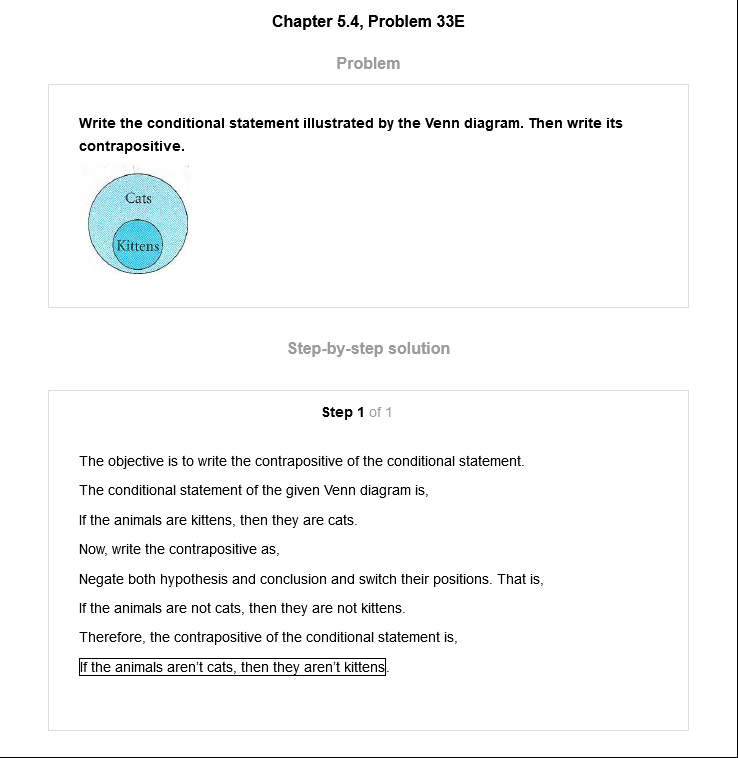 Chapter 5.4, Problem 33E
Problem
Write the conditional statement illustrated by the Venn diagram. Then write its
contrapositive.
Cats
Kittens
Step-by-step solution
Step 1 of 1
The objective is to write the contrapositive of the conditional statement.
The conditional statement of the given Venn diagram is,
If the animals are kittens, then they are cats.
Now, write the contrapositive as,
Negate both hypothesis and conclusion and switch their positions. That is,
If the animals are not cats, then they are not kittens.
Therefore, the contrapositive of the conditional statement is,
If the animals aren't cats, then they aren't kittens.